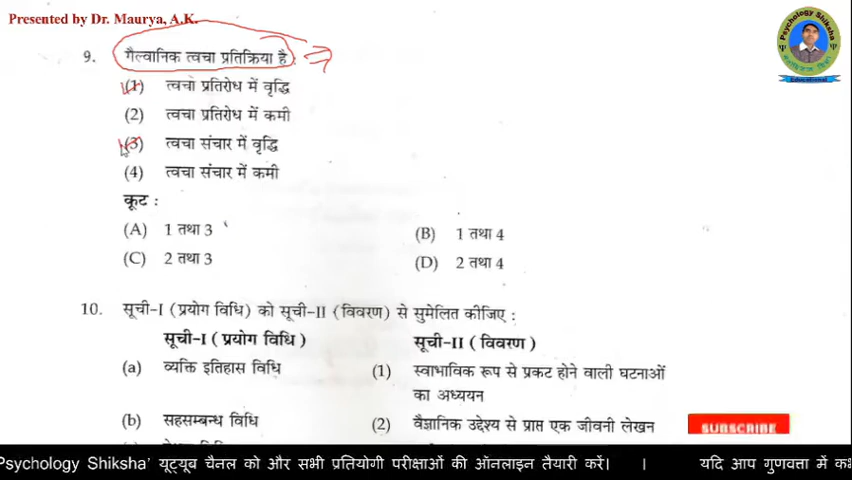 Presented by Dr. Maurya, A.K.
Psychology Shiksha
9. गैल्वानिक त्वचा प्रतिक्रिया है :
(1) त्वचा प्रतिरोध में वृद्धि
(2) त्वचा प्रतिरोध में कमी
(3) त्वचा संचार में वृद्धि
(4) त्वचा संचार में कमी
कूट :
(A) 1 तथा 3 (B) 1 तथा 4
(C) 2 तथा 3 (D) 2 तथा 4
10. सूची-I (प्रयोग विधि) को सूची-II (विवरण) से सुमेलित कीजिए :
सूची-I (प्रयोग विधि) सूची-II (विवरण)
(a) व्यक्ति इतिहास विधि (1) स्वाभाविक रूप से प्रकट होने वाली घटनाओं
का अध्ययन
(b) सहसम्बन्ध विधि (2) वैज्ञानिक उद्देश्य से प्राप्त एक जीवनी लेखन
SUBSCRIBE
Psychology Shiksha' यूट्यूब चैनल को और सभी प्रतियोगी परीक्षाओं की ऑनलाइन तैयारी करें। । यदि आप गुणवत्ता में